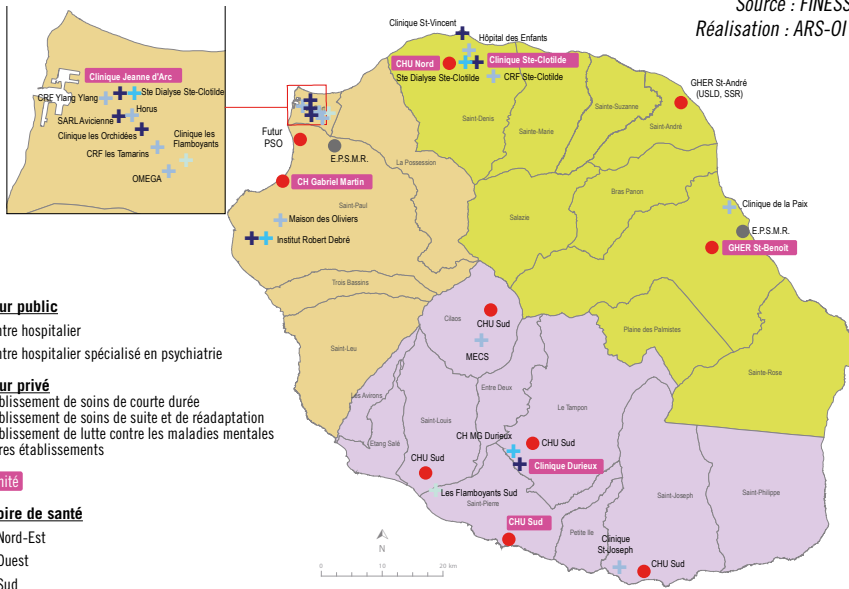 Source : FINESS
Réalisation : ARS-OI
Clinique Jeanne d'Arc
CRF Ylang Ylang
Ste Dialyse Ste-Clotilde
SARL Avicienne
Horus
Clinique les Orchidées
Clinique les
Flamboyants
CRF les Tamarins
OMEGA
Clinique St-Vincent
Hôpital des Enfants
CHU Nord
Clinique Ste-Clotilde
Ste Dialyse Ste-Clotilde
CRF Ste-Clotilde
GHER St-André
(USLD, SSR)
Sainte-Suzanne
Saint-Denis
Sainte-Marie
Saint-André
Futur
PSO
E.P.S.M.R.
La Possession
CH Gabriel Martin
Saint-Paul
Bras Panon
Maison des Oliviers
Salazie
Clinique de la Paix
E.P.S.M.R.
Institut Robert Debré
GHER St-Benoît
Trois Bassins
Cilaos
CHU Sud
MECS
Plaine des Palmistes
Saint-Leu
Sainte-Rose
Les Avirons
Entre Deux
Le Tampon
Saint-Louis
Etang Salé
CH MG Durieux
CHU Sud
Clinique Durieux
CHU Sud
Les Flamboyants Sud
Saint-Pierre
CHU Sud
Petite Ile
Saint-Joseph
Saint-Philippe
Clinique
St-Joseph
CHU Sud
N
0 10 20 km
ur public
ntre hospitalier
ntre hospitalier spécialisé en psychiatrie
ur privé
blissement de soins de courte durée
blissement de soins de suite et de réadaptation
blissement de lutte contre les maladies mentales
res établissements
nité
oire de santé
Nord-Est
Ouest
Sud